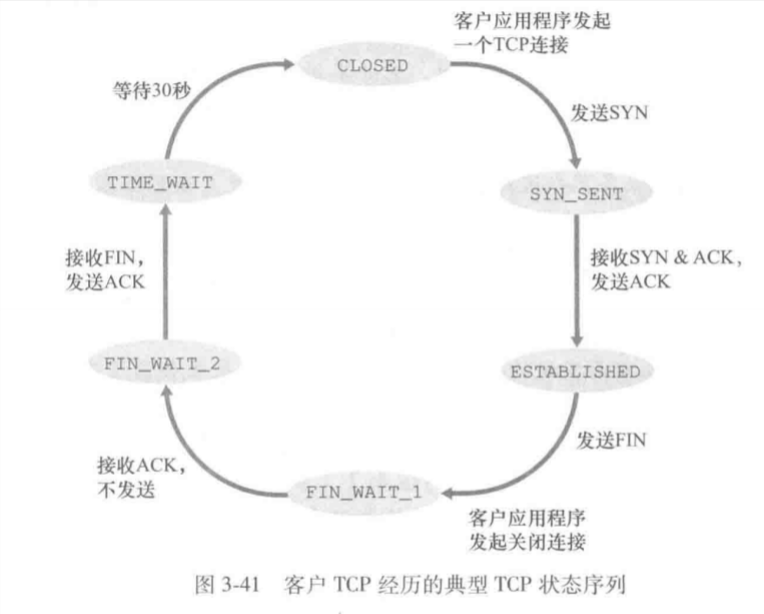 客户应用程序发起
一个TCP连接
CLOSED
等待30秒
发送SYN
TIME_WAIT
SYN_SENT
接收FIN，
发送ACK
接收SYN & ACK，
发送ACK
FIN_WAIT_2
ESTABLISHED
发送FIN
接收ACK，
不发送
FIN_WAIT_1
客户应用程序
发起关闭连接
图 3-41 客户 TCP 经历的典型 TCP 状态序列